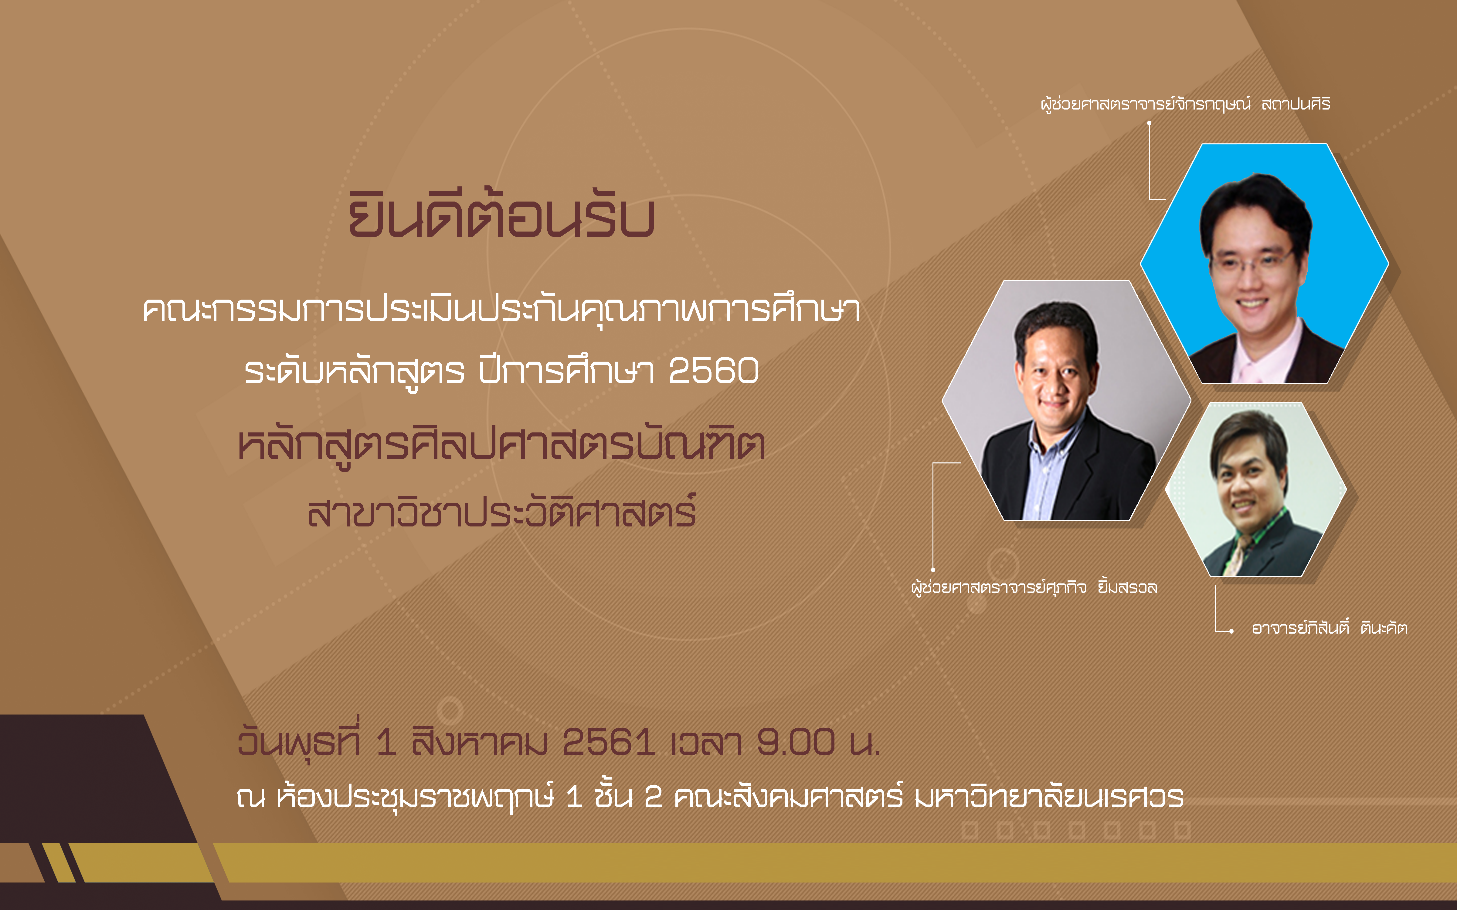 ผู้ช่วยศาสตราจารย์จักรกฤษณ์ สถาปนศิริ
ยินดีต้อนรับ
คณะกรรมการประเมินประกันคุณภาพการศึกษา
ระดับหลักสูตร ปีการศึกษา 2560
หลักสูตรศิลปศาสตรบัณฑิต
สาขาวิชาประวัติศาสตร์
ผู้ช่วยศาสตราจารย์ศุภกิจ ยิ้มสรวล
อาจารย์ภิสันติ์ ตินะคัต
วันพุธที่ 1 สิงหาคม 2561 เวลา 9.00 น.
ณ ห้องประชุมราชพฤกษ์ 1 ชั้น 2 คณะสังคมศาสตร์ มหาวิทยาลัยนเรศวร